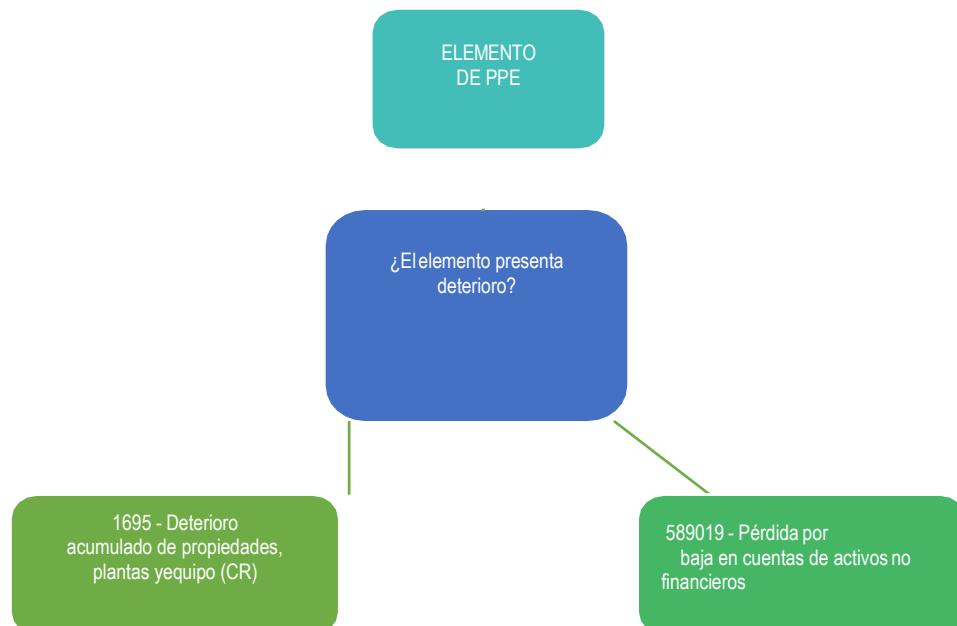 ELEMENTO
DE PPE
¿El elemento presenta
deterioro?
1695 - Deterioro
acumulado de propiedades,
plantas yequipo (CR)
589019 - Pérdida por
baja en cuentas de activos no
financieros